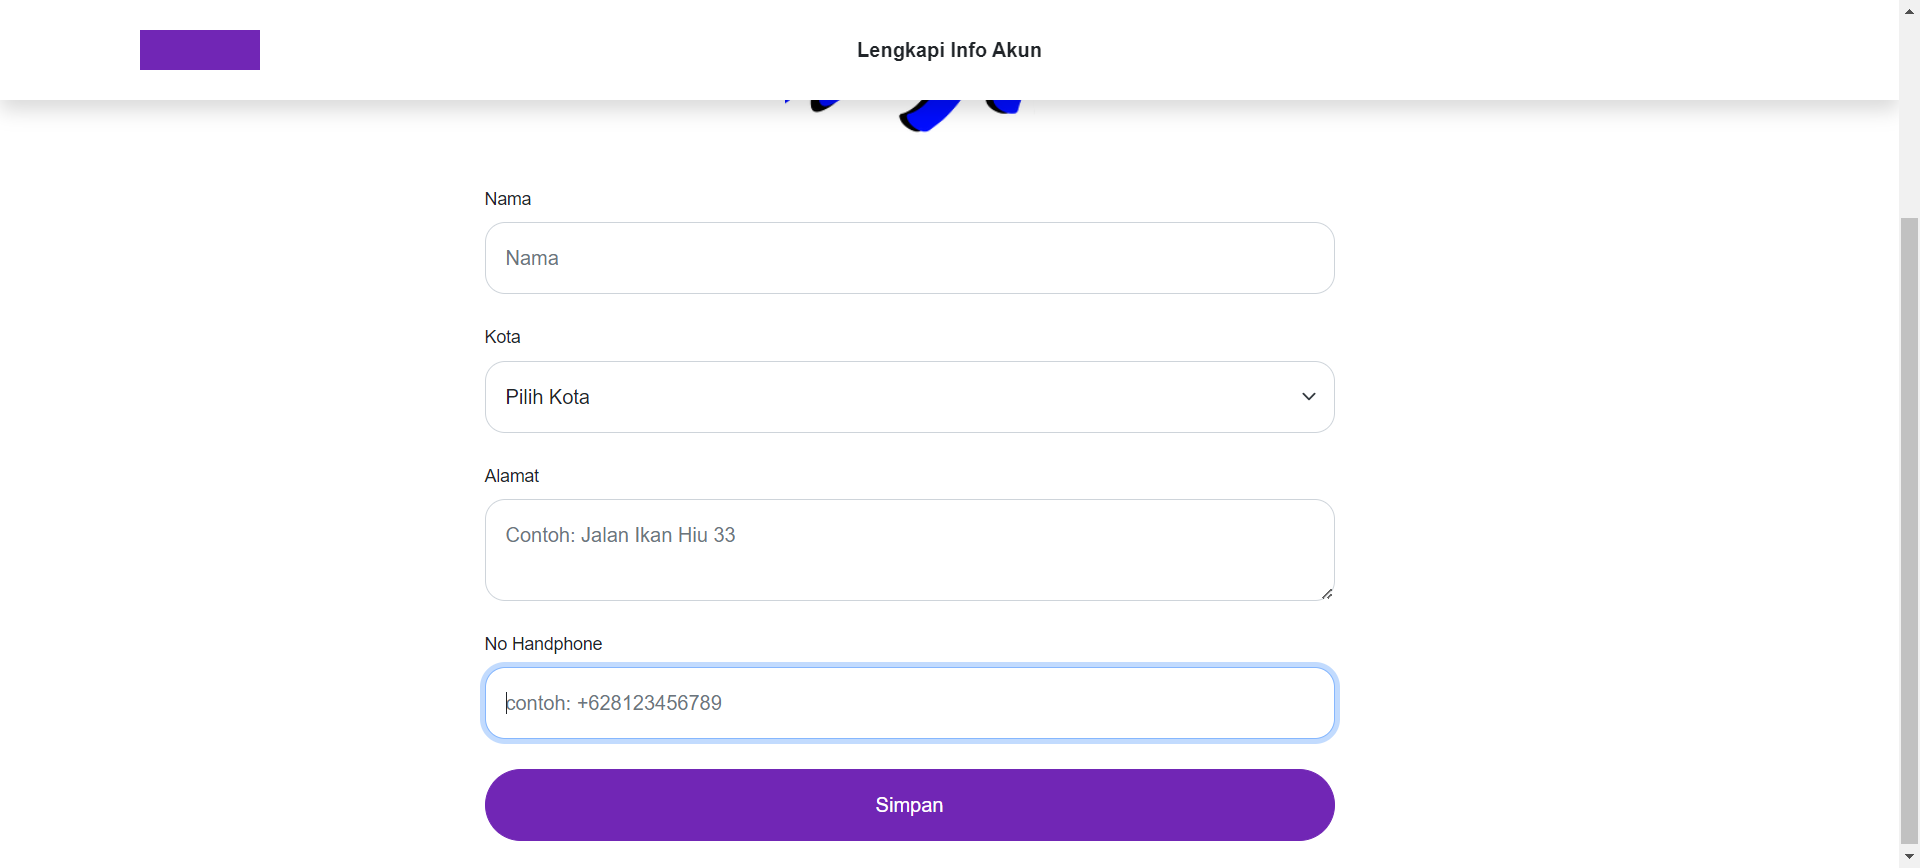 Lengkapi Info Akun
Nama
Nama
Kota
Pilih Kota
Alamat
Contoh: Jalan Ikan Hiu 33
No Handphone
contoh: +628123456789
Simpan